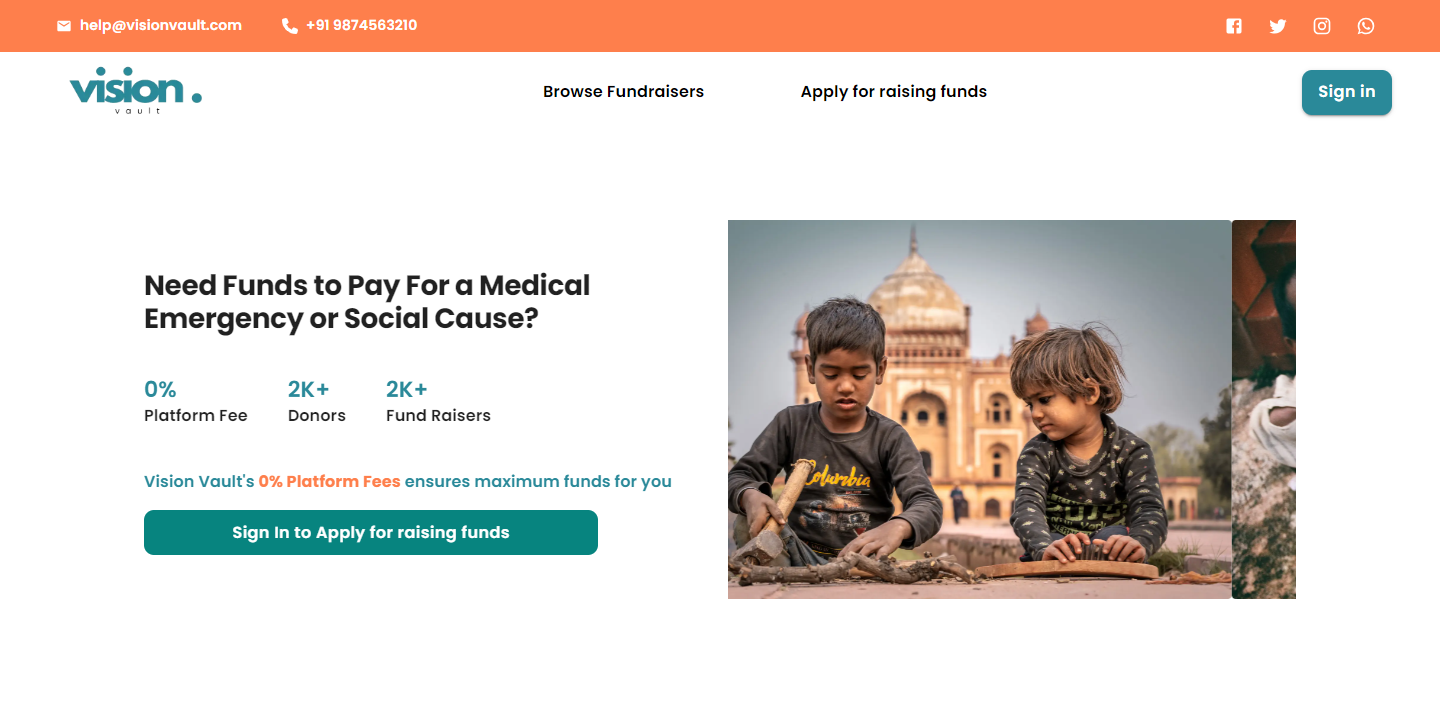 help@visionvault.com
+91 9874563210
vision.
vault
Browse Fundraisers
Apply for raising funds
Sign in
Need Funds to Pay For a Medical
Emergency or Social Cause?
0%
Platform Fee
2K+
Donors
2K+
Fund Raisers
Vision Vault's 0% Platform Fees ensures maximum funds for you
Sign In to Apply for raising funds
Columbia